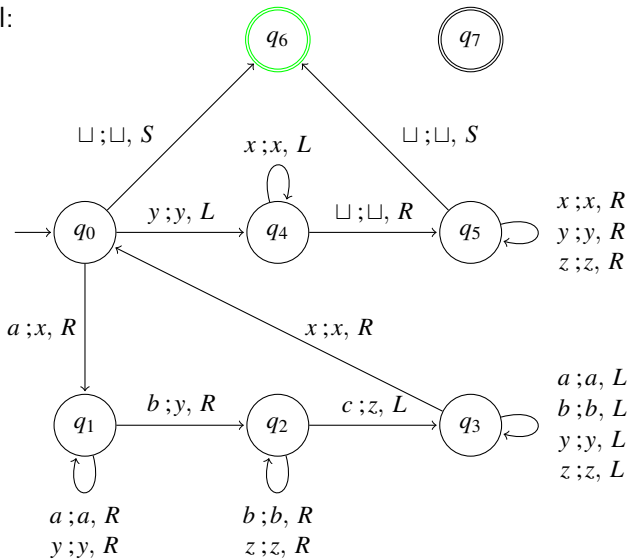 l:
q6
q7
⊔ ;⊔, S
⊔ ;⊔, S
x ;x, L
q0
y ;y, L
q4
⊔ ;⊔, R
q5
x ;x, R
y ;y, R
z ;z, R
a ;x, R
x ;x, R
q1
b ;y, R
q2
c ;z, L
q3
a ;a, L
b ;b, L
y ;y, L
z ;z, L
a ;a, R
y ;y, R
b ;b, R
z ;z, R